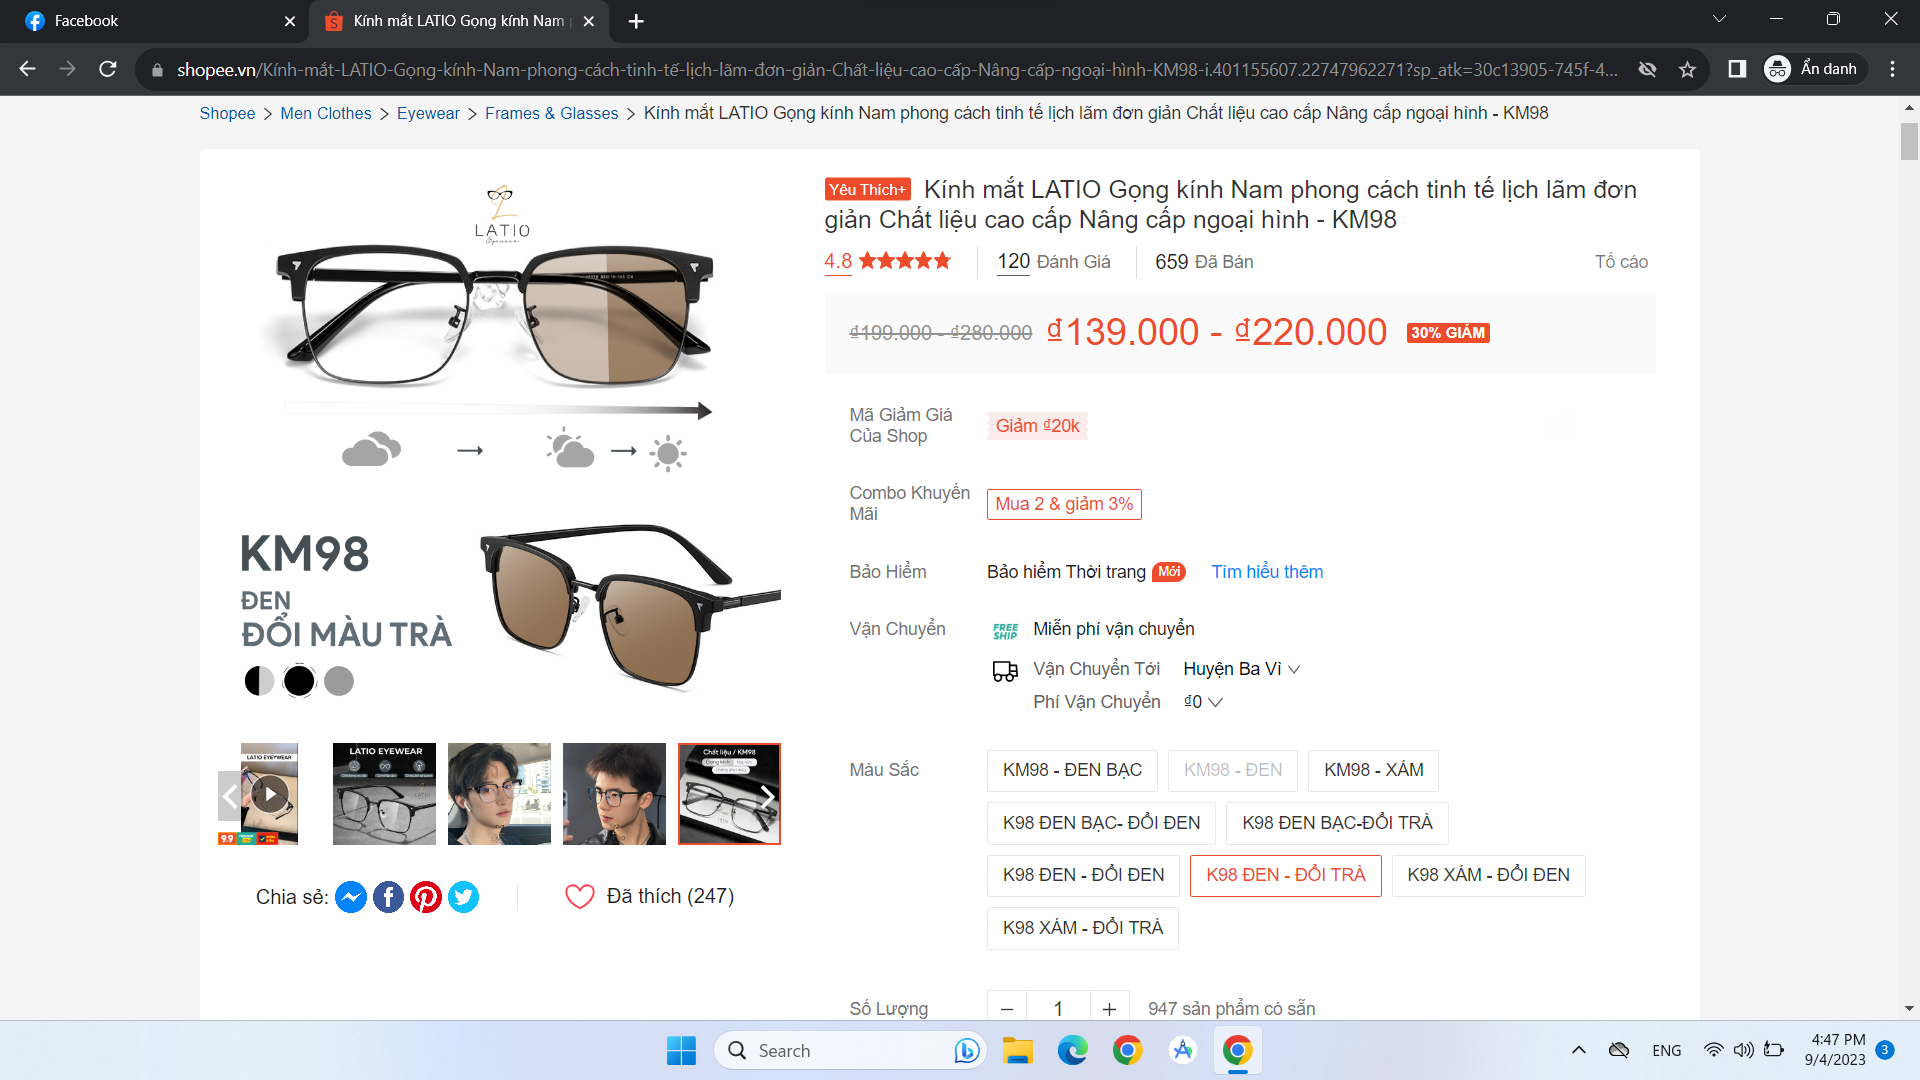 Facebook
Kính mắt LATIO Gọng kính Nam
shopee.vn/Kính-mắt-LATIO-Gọng-kính-Nam-phong-cách-tinh-tế-lịch-lãm-đơn-giản-Chất-liệu-cao-cấp-Nâng-cấp-ngoại-hình-KM98-i.401155607.22747962271?sp_atk=30c13905-745f-4...
Ẩn danh
Shopee > Men Clothes > Eyewear > Frames & Glasses > Kính mắt LATIO Gọng kính Nam phong cách tinh tế lịch lãm đơn giản Chất liệu cao cấp Nâng cấp ngoại hình - KM98
LATIO
Eyewear
KM98
ĐEN
ĐỔI MÀU TRÀ
LATIO EYEYWEAR
9.9
LATIO EYEWEAR
Chất liệu / KM98
Chia sẻ:
Đã thích (247)
Yêu Thích+ Kính mắt LATIO Gọng kính Nam phong cách tinh tế lịch lãm đơn
giản Chất liệu cao cấp Nâng cấp ngoại hình - KM98
4.8 120 Đánh Giá 659 Đã Bán Tố cáo
₫199.000 - ₫280.000 ₫139.000 - ₫220.000 30% GIẢM
Mã Giảm Giá
Của Shop
Giảm ₫20k
Combo Khuyến
Mãi
Mua 2 & giảm 3%
Bảo Hiểm Bảo hiểm Thời trang Mới Tìm hiểu thêm
Vận Chuyển FREE SHIP Miễn phí vận chuyển
Vận Chuyển Tới Huyện Ba Vì
Phí Vận Chuyển ₫0
Màu Sắc KM98 - ĐEN BẠC KM98 - ĐEN KM98 - XÁM
K98 ĐEN BẠC- ĐỔI ĐEN K98 ĐEN BẠC-ĐỔI TRÀ
K98 ĐEN - ĐỔI ĐEN K98 ĐEN - ĐỔI TRÀ K98 XÁM - ĐỔI ĐEN
K98 XÁM - ĐỔI TRÀ
Số Lượng − 1 + 947 sản phẩm có sẵn
Search
ENG
4:47 PM
9/4/2023
3